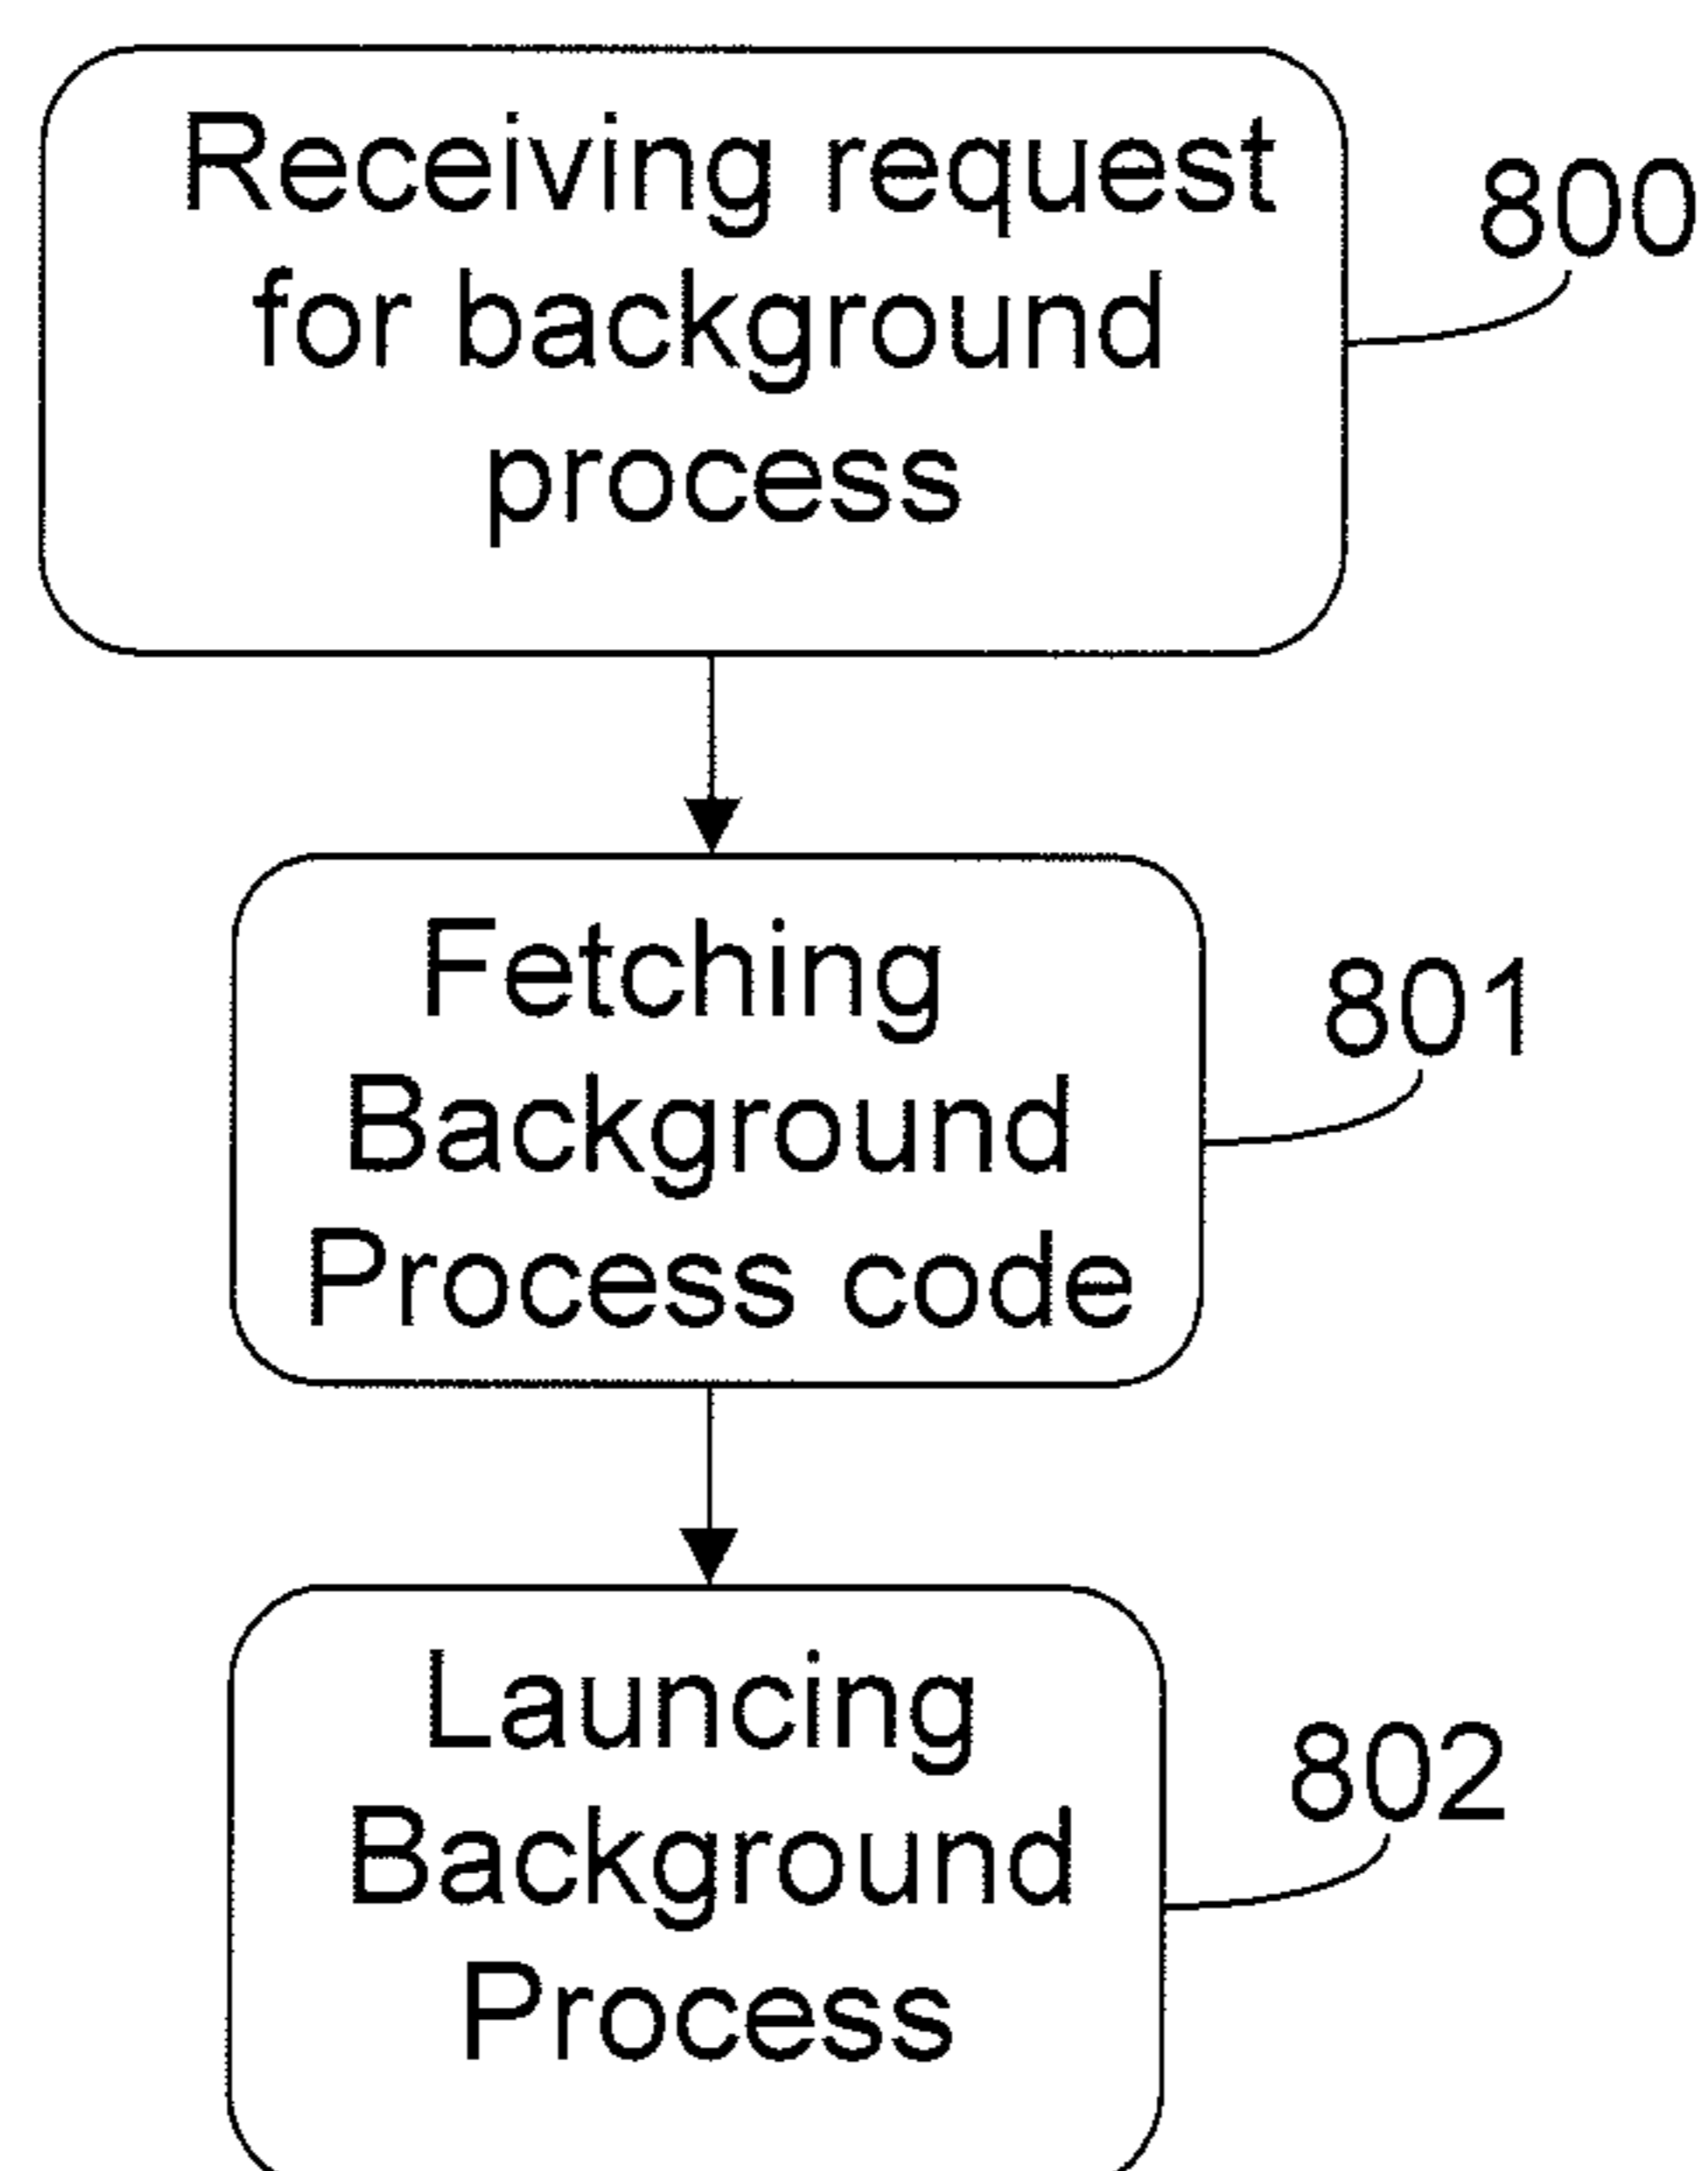 Receiving request
for background
process
800
Fetching
Background
Process code
801
Launcing
Background
Process
802